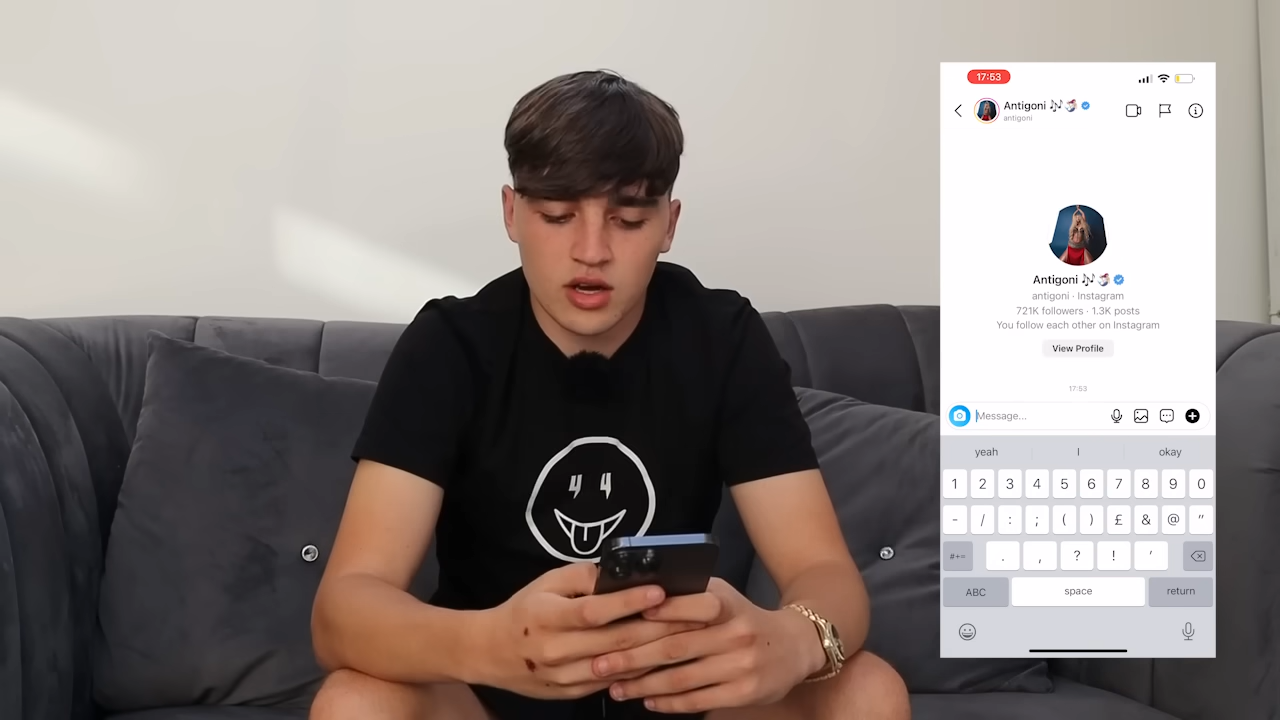 17:53
Antigoni
antigoni
Antigoni
antigoni · Instagram
721K followers · 1.3K posts
You follow each other on Instagram
View Profile
17:53
Message...
yeah I okay
1 2 3 4 5 6 7 8 9 0
- / : ; ( ) £ & @ "
#+= . , ? ! '
ABC space return
44